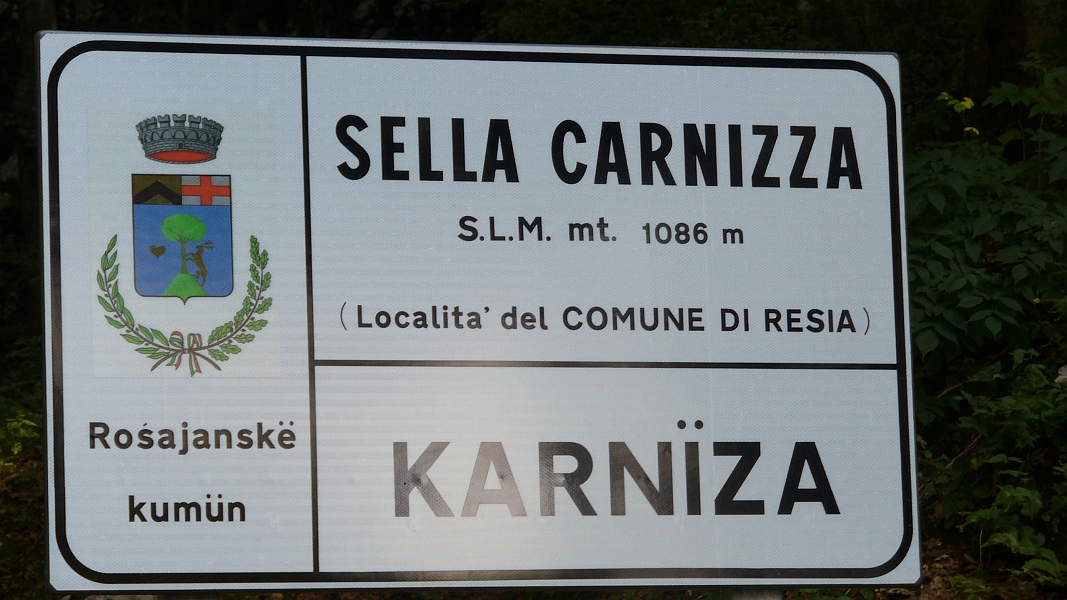 SELLA CARNIZZA
S.L.M. mt. 1086 m
(Localita' del COMUNE DI RESIA)
Rośajanskë
kumün
KARNÏZA